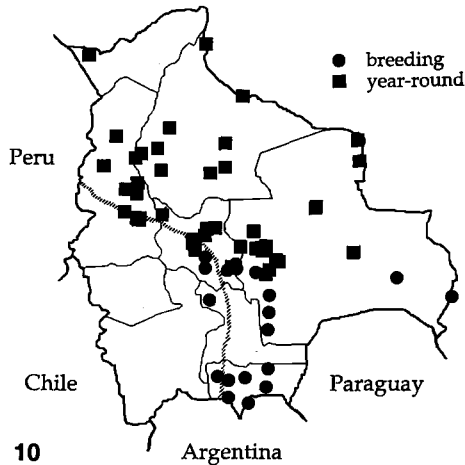 breeding
year-round
Peru
Chile
Paraguay
10
Argentina